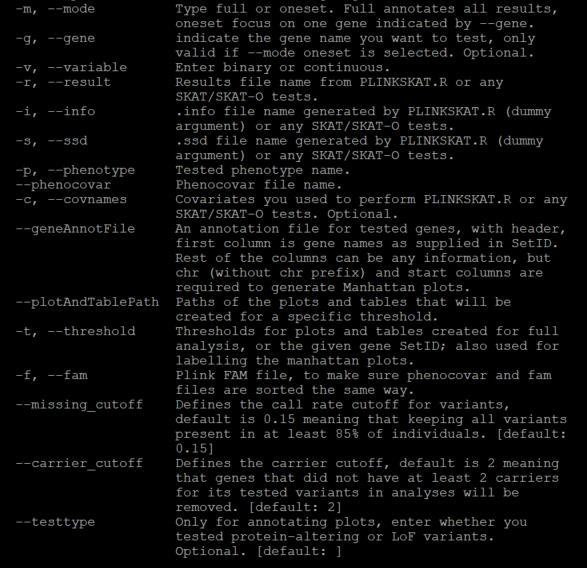 -m, --mode Type full or oneset. Full annotates all results,
oneset focus on one gene indicated by --gene.
-g, --gene indicate the gene name you want to test, only
valid if --mode oneset is selected. Optional.
-v, --variable Enter binary or continuous.
-r, --result Results file name from PLINKSKAT.R or any
SKAT/SKAT-O tests.
-i, --info .info file name generated by PLINKSKAT.R (dummy
argument) or any SKAT/SKAT-O tests.
-s, --ssd .ssd file name generated by PLINKSKAT.R (dummy
argument) or any SKAT/SKAT-O tests.
-p, --phenotype Tested phenotype name.
--phenocovar Phenocovar file name.
-c, --covnames Covariates you used to perform PLINKSKAT.R or any
SKAT/SKAT-O tests. Optional.
--geneAnnotFile An annotation file for tested genes, with header,
first column is gene names as supplied in SetID.
Rest of the columns can be any information, but
chr (without chr prefix) and start columns are
required to generate Manhattan plots.
--plotAndTablePath Paths of the plots and tables that will be
created for a specific threshold.
-t, --threshold Thresholds for plots and tables created for full
analysis, or the given gene SetID; also used for
labelling the manhattan plots.
-f, --fam Plink FAM file, to make sure phenocovar and fam
files are sorted the same way.
--missing_cutoff Defines the call rate cutoff for variants,
default is 0.15 meaning that keeping all variants
present in at least 85% of individuals. [default:
0.15]
--carrier_cutoff Defines the carrier cutoff, default is 2 meaning
that genes that did not have at least 2 carriers
for its tested variants in analyses will be
removed. [default: 2]
--testtype Only for annotating plots, enter whether you
tested protein-altering or LoF variants.
Optional. [default: ]